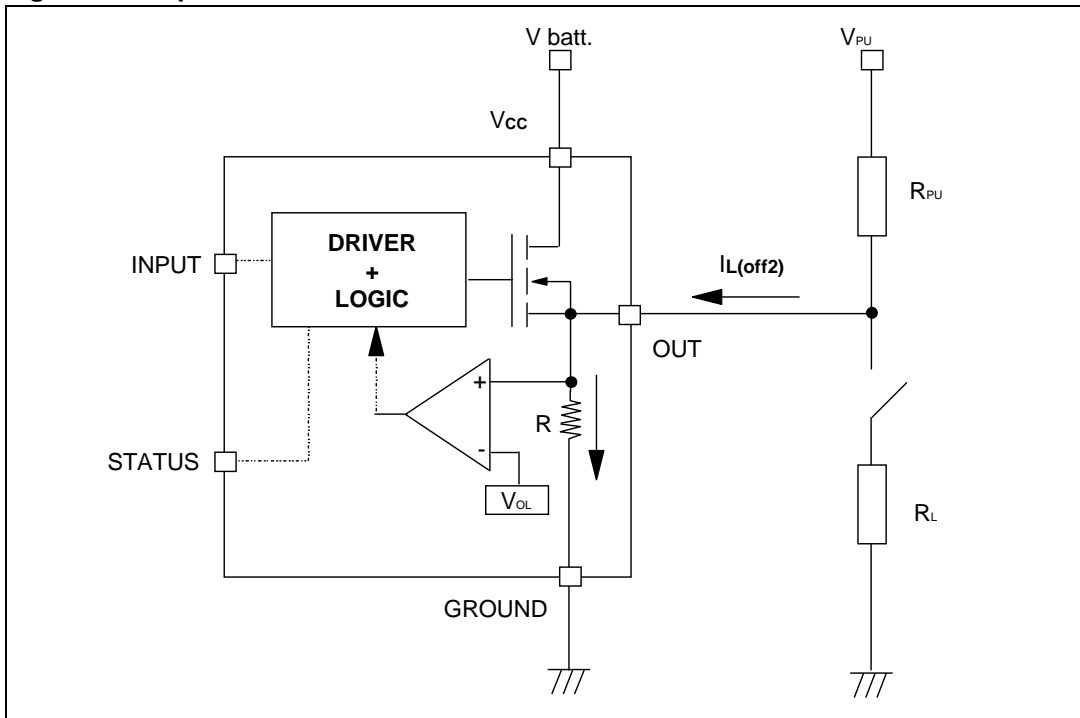 V batt.
VPU
VCC
RPU
DRIVER
+
LOGIC
INPUT
IL(off2)
OUT
+
R
-
STATUS
VOL
RL
GROUND